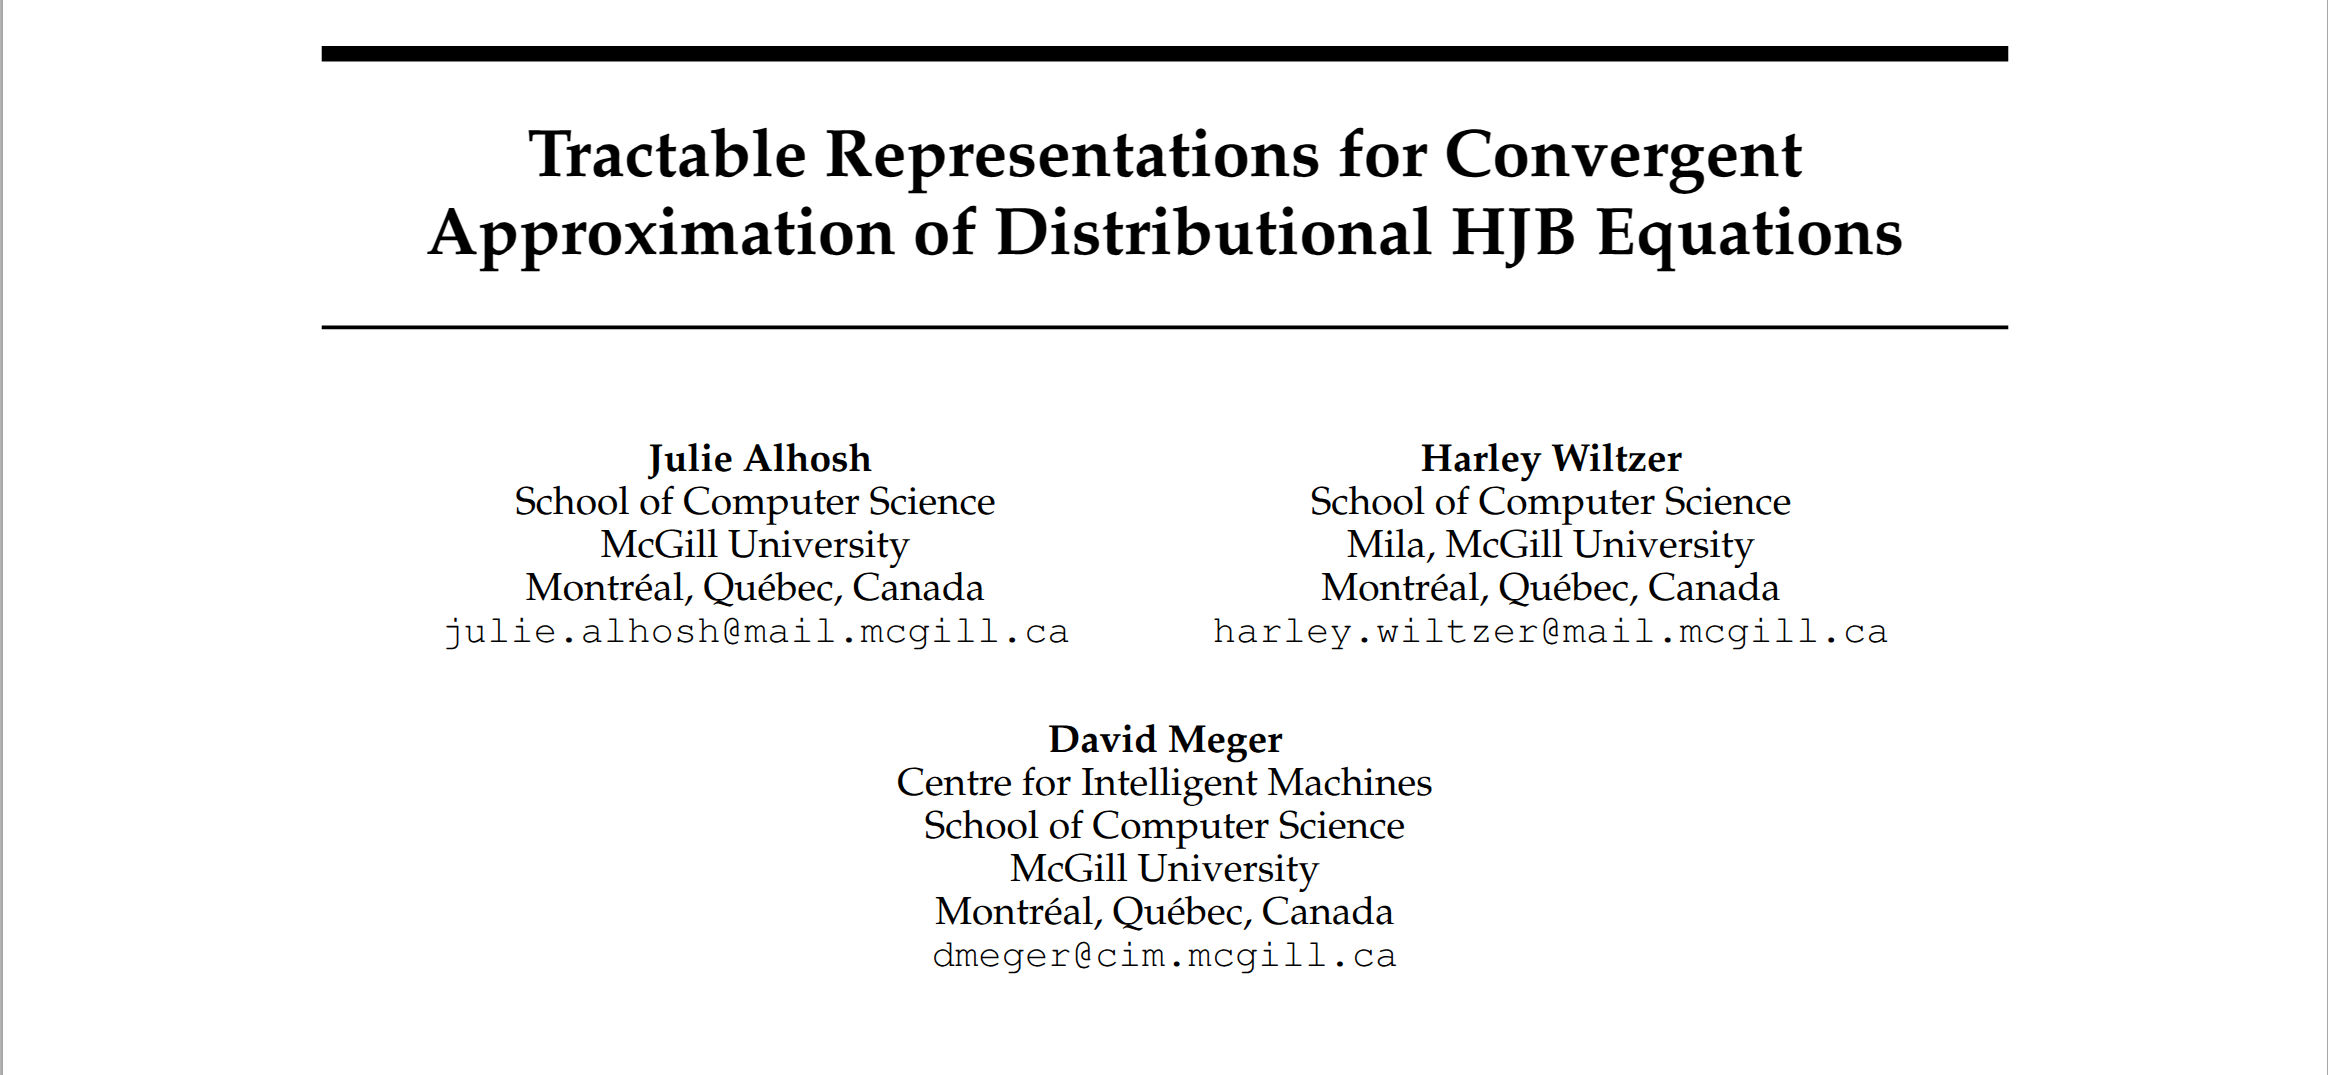 Tractable Representations for Convergent
Approximation of Distributional HJB Equations
Julie Alhosh
School of Computer Science
McGill University
Montréal, Québec, Canada
julie.alhosh@mail.mcgill.ca
Harley Wiltzer
School of Computer Science
Mila, McGill University
Montréal, Québec, Canada
harley.wiltzer@mail.mcgill.ca
David Meger
Centre for Intelligent Machines
School of Computer Science
McGill University
Montréal, Québec, Canada
dmeger@cim.mcgill.ca